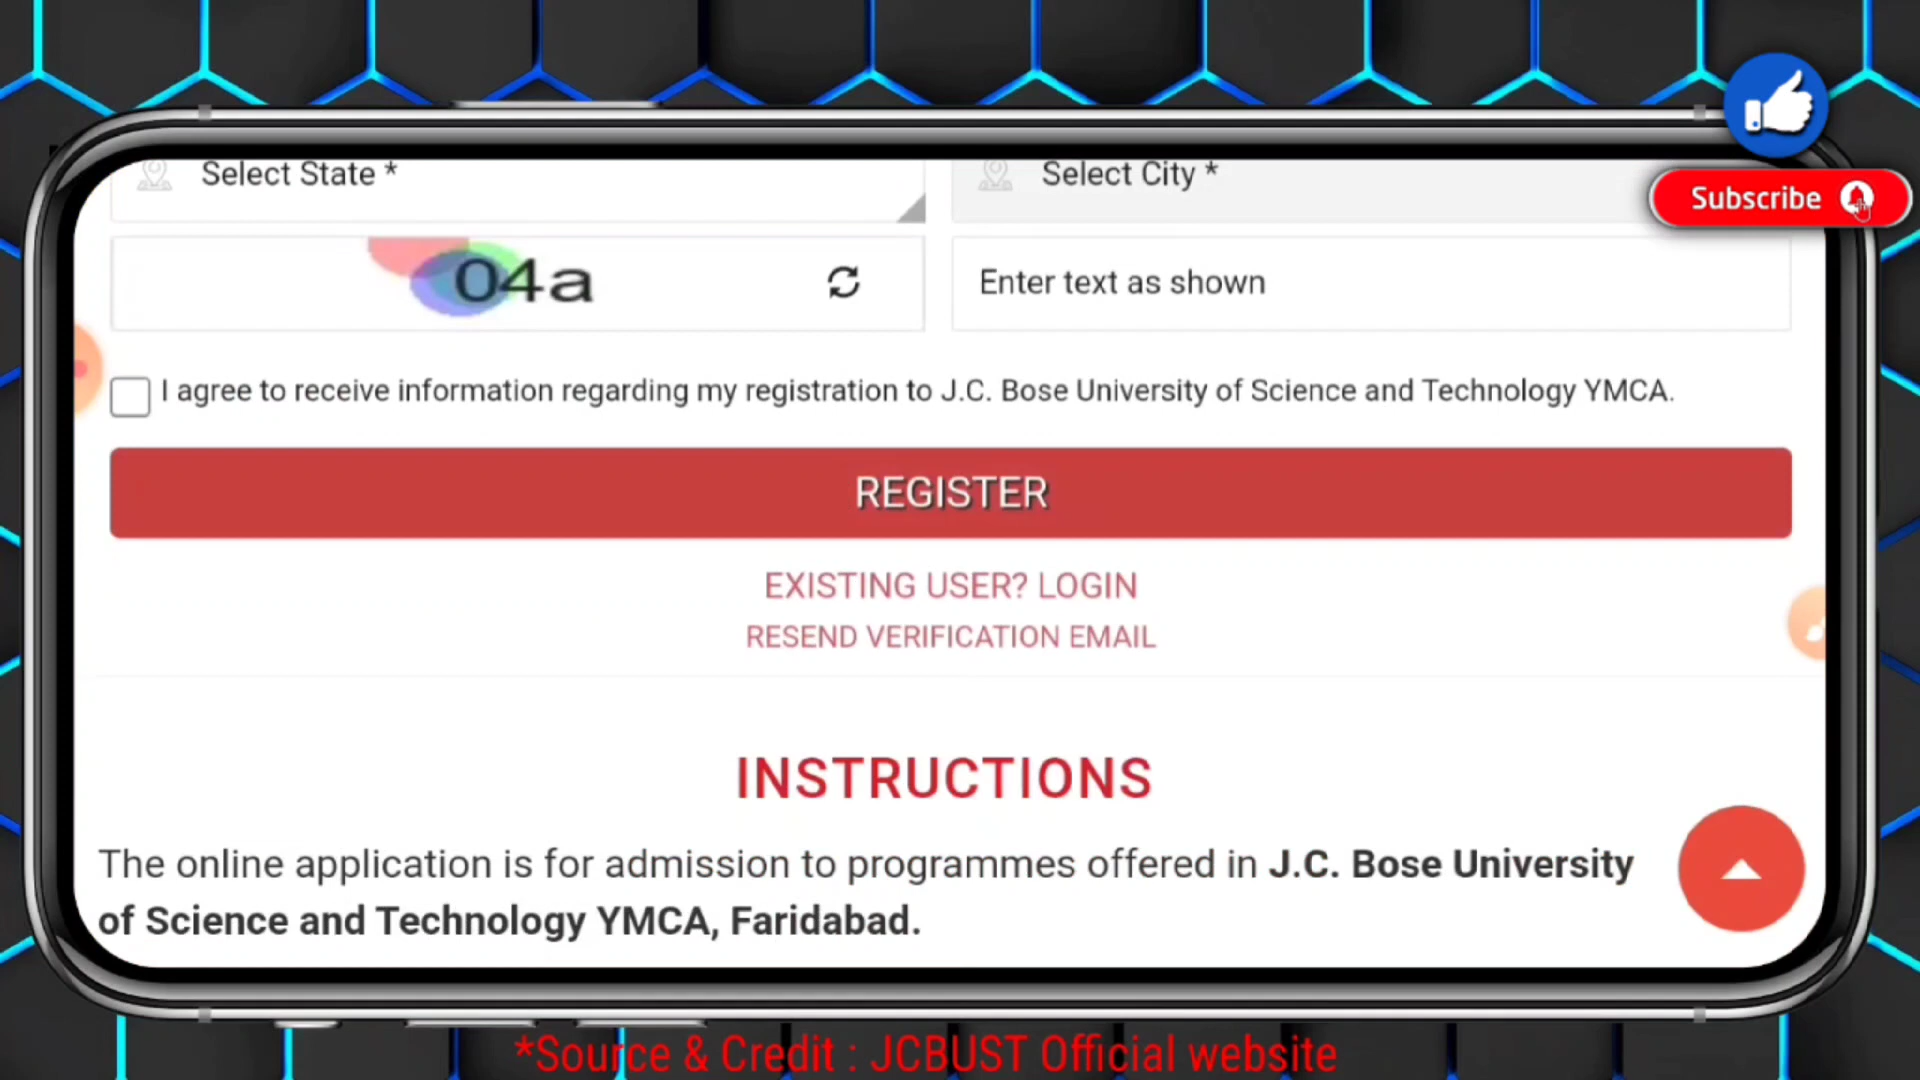 Select State *
Select City *
Subscribe
04a
Enter text as shown
I agree to receive information regarding my registration to J.C. Bose University of Science and Technology YMCA.
REGISTER
EXISTING USER? LOGIN
RESEND VERIFICATION EMAIL
INSTRUCTIONS
The online application is for admission to programmes offered in J.C. Bose University
of Science and Technology YMCA, Faridabad.
*Source & Credit : JCBUST Official website